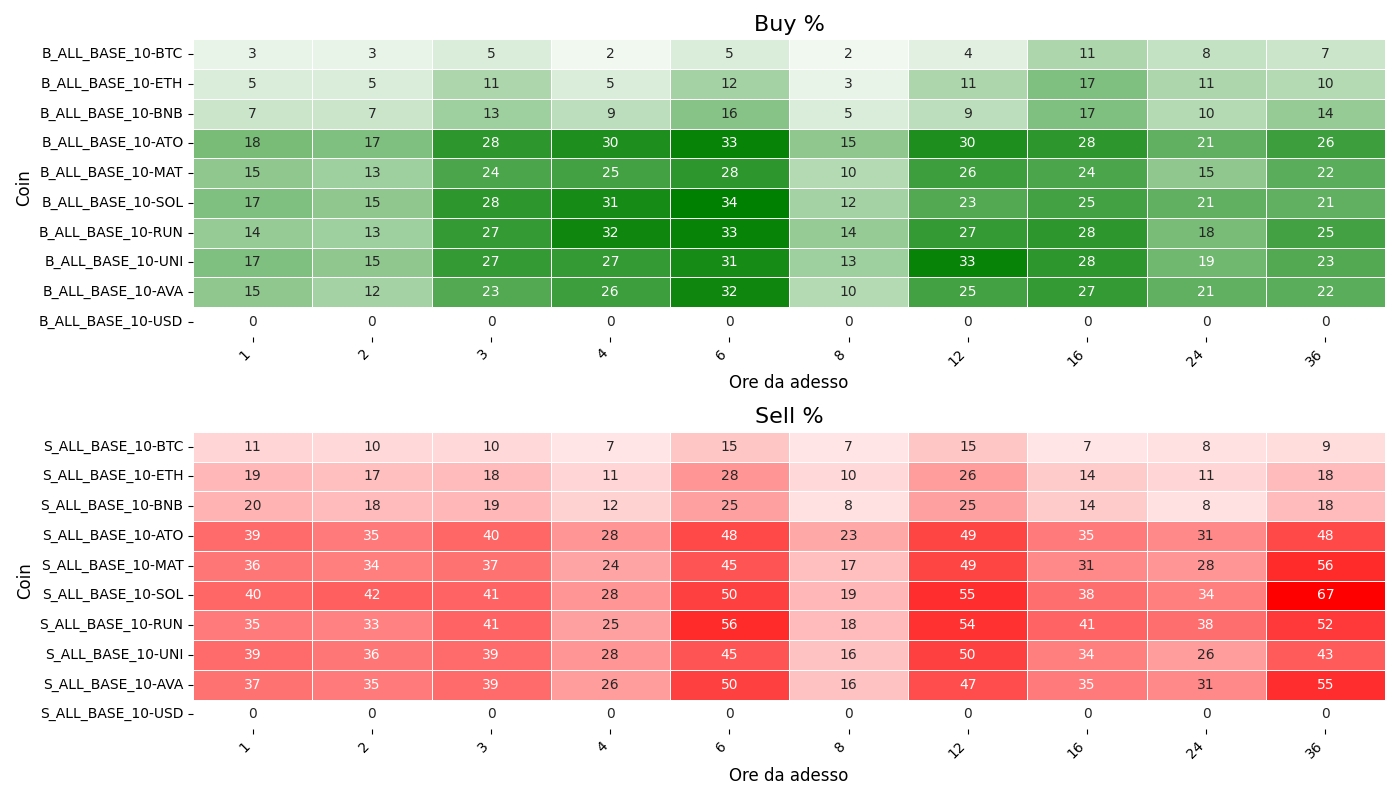 Buy %
Coin
B_ALL_BASE_10-BTC 3 3 5 2 5 2 4 11 8 7
B_ALL_BASE_10-ETH 5 5 11 5 12 3 11 17 11 10
B_ALL_BASE_10-BNB 7 7 13 9 16 5 9 17 10 14
B_ALL_BASE_10-ATO 18 17 28 30 33 15 30 28 21 26
B_ALL_BASE_10-MAT 15 13 24 25 28 10 26 24 15 22
B_ALL_BASE_10-SOL 17 15 28 31 34 12 23 25 21 21
B_ALL_BASE_10-RUN 14 13 27 32 33 14 27 28 18 25
B_ALL_BASE_10-UNI 17 15 27 27 31 13 33 28 19 23
B_ALL_BASE_10-AVA 15 12 23 26 32 10 25 27 21 22
B_ALL_BASE_10-USD 0 0 0 0 0 0 0 0 0 0
1 2 3 4 6 8 12 16 24 36
Ore da adesso
Sell %
Coin
S_ALL_BASE_10-BTC 11 10 10 7 15 7 15 7 8 9
S_ALL_BASE_10-ETH 19 17 18 11 28 10 26 14 11 18
S_ALL_BASE_10-BNB 20 18 19 12 25 8 25 14 8 18
S_ALL_BASE_10-ATO 39 35 40 28 48 23 49 35 31 48
S_ALL_BASE_10-MAT 36 34 37 24 45 17 49 31 28 56
S_ALL_BASE_10-SOL 40 42 41 28 50 19 55 38 34 67
S_ALL_BASE_10-RUN 35 33 41 25 56 18 54 41 38 52
S_ALL_BASE_10-UNI 39 36 39 28 45 16 50 34 26 43
S_ALL_BASE_10-AVA 37 35 39 26 50 16 47 35 31 55
S_ALL_BASE_10-USD 0 0 0 0 0 0 0 0 0 0
1 2 3 4 6 8 12 16 24 36
Ore da adesso